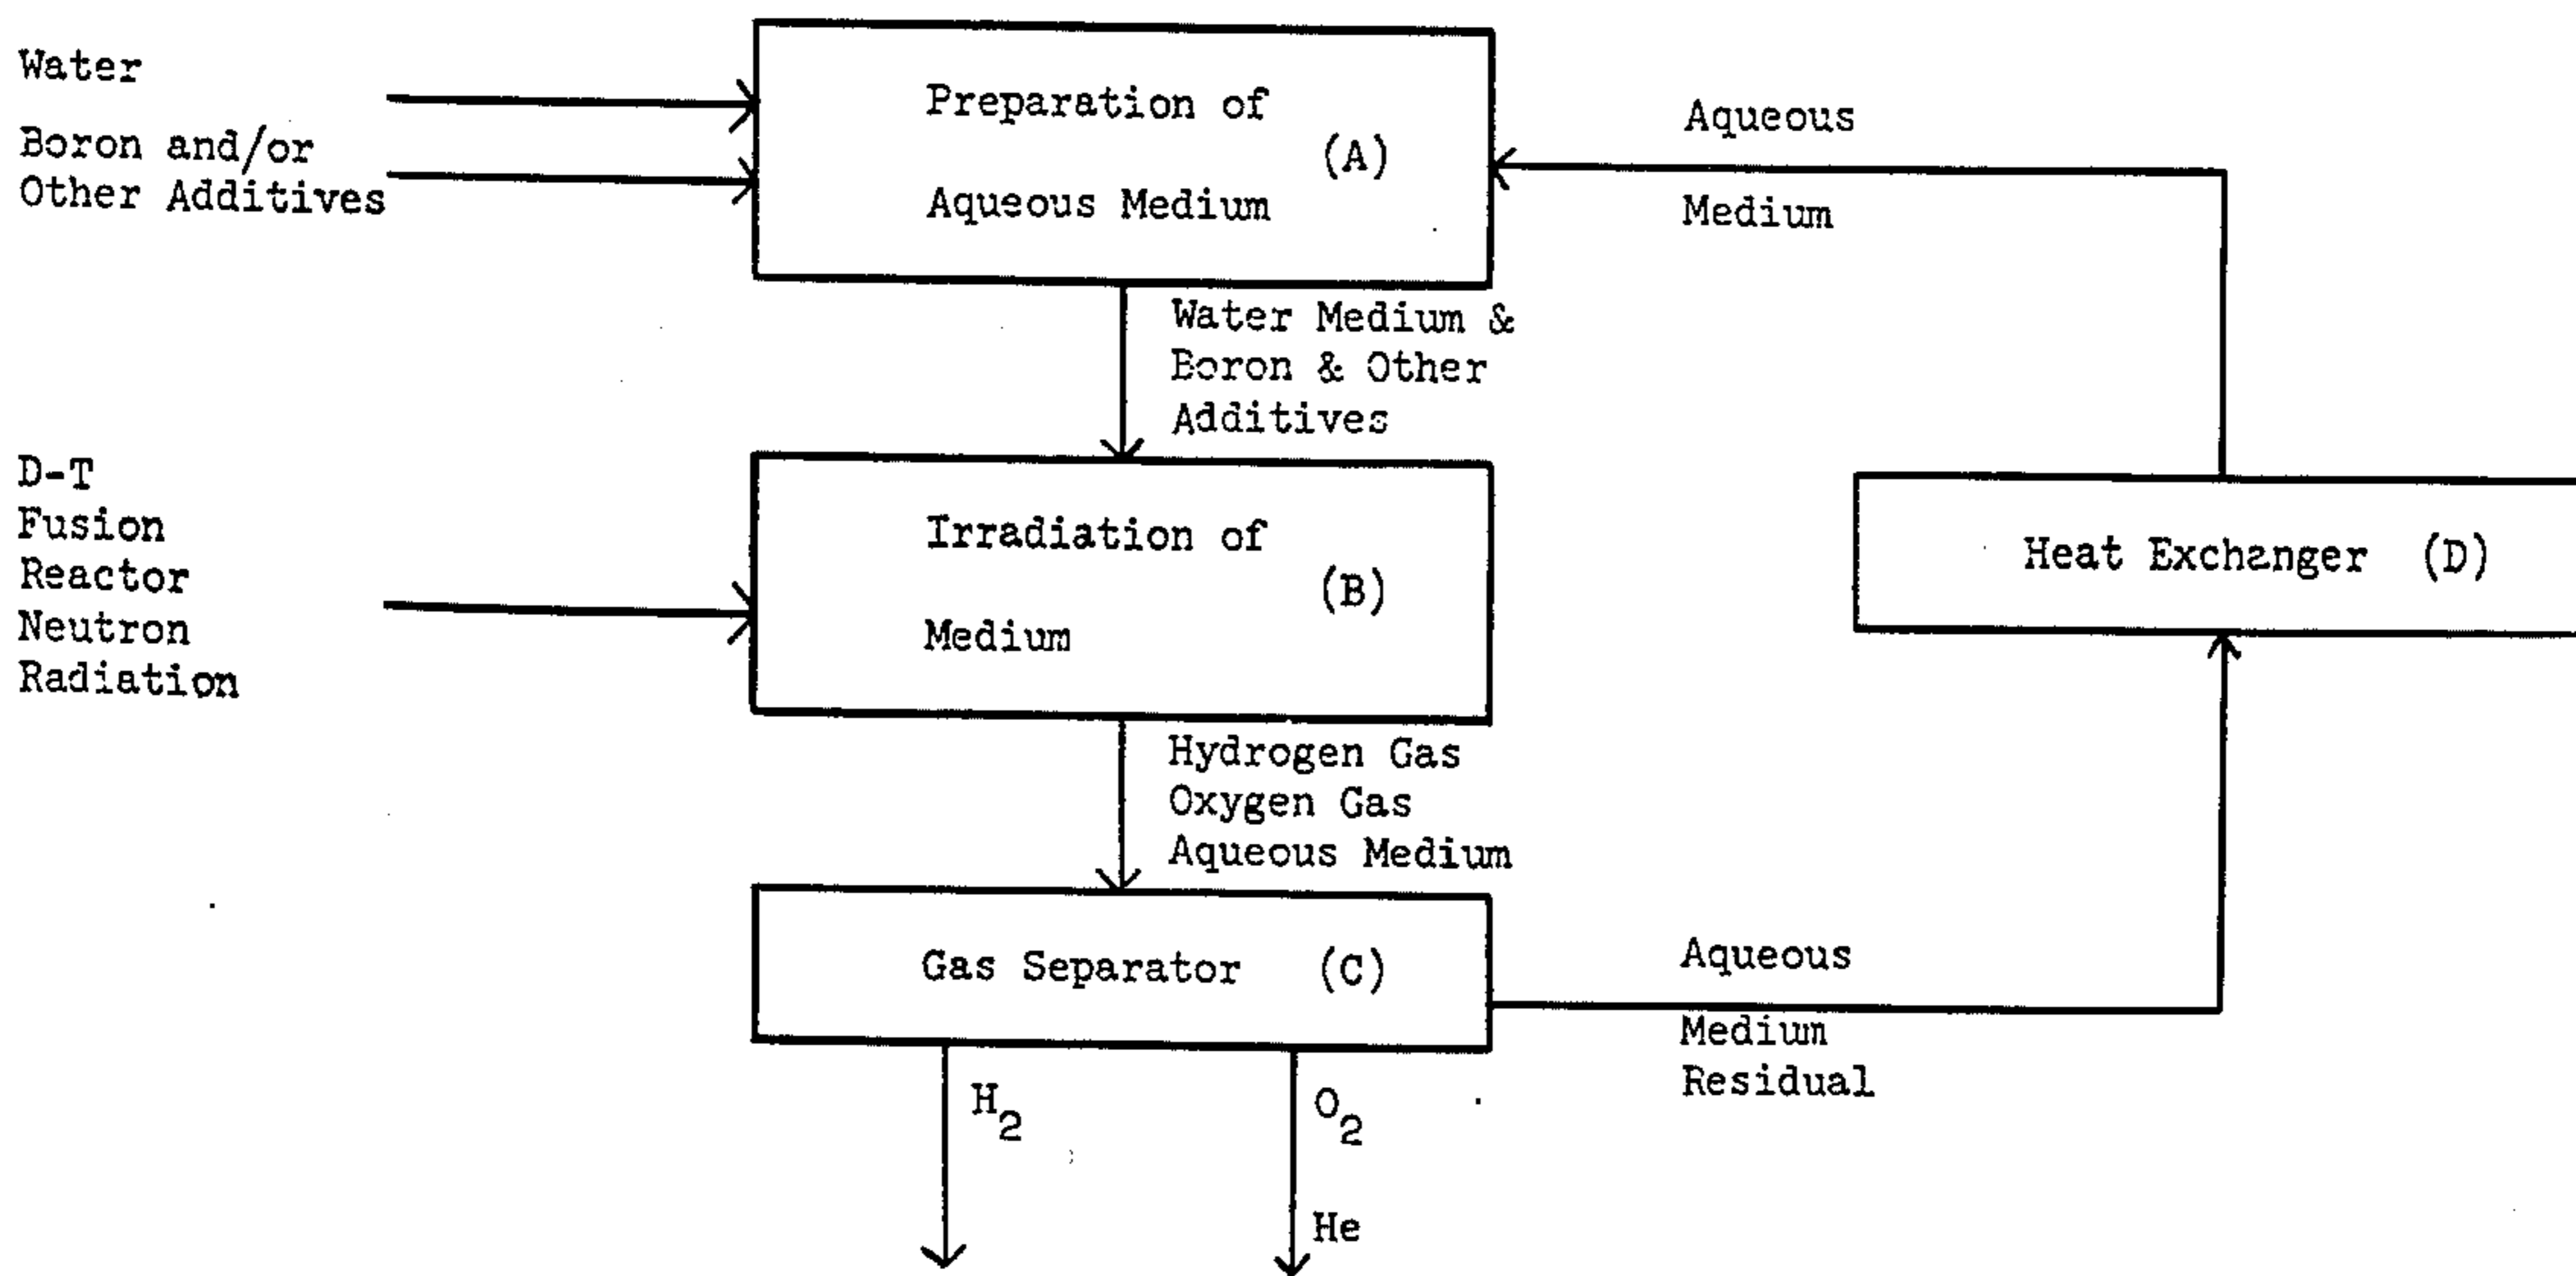 Water
Boron and/or
Other Additives
Preparation of
(A)
Aqueous Medium
Aqueous
Medium
Water Medium &
Boron & Other
Additives
D-T
Fusion
Reactor
Neutron
Radiation
Irradiation of
(B)
Medium
Heat Exchanger (D)
Hydrogen Gas
Oxygen Gas
Aqueous Medium
Gas Separator (C)
Aqueous
Medium
Residual
H2
O2
He